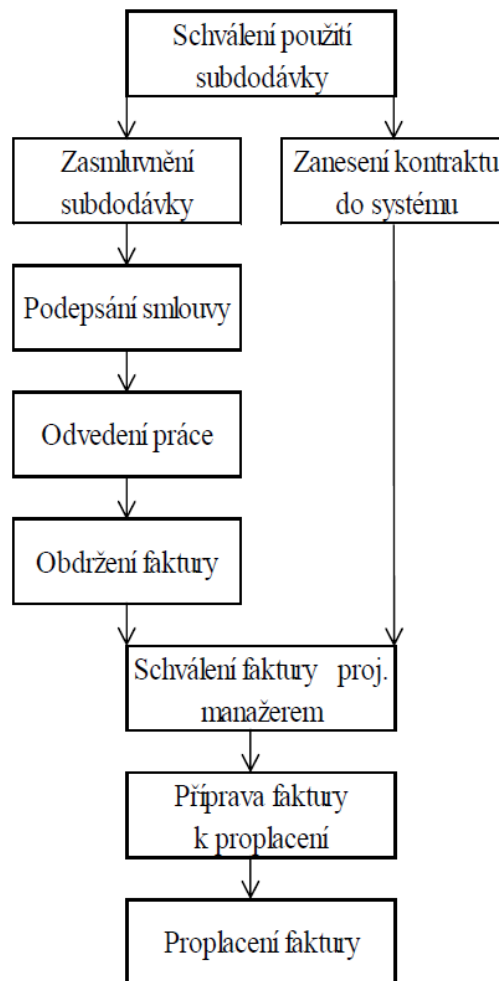 Schválení použití
subdodávky
Zasmluvnění
subdodávky
Zanesení kontraktu
do systému
Podepsání smlouvy
Odvedení práce
Obdržení faktury
Schválení faktury proj.
manažerem
Příprava faktury
k proplacení
Proplacení faktury